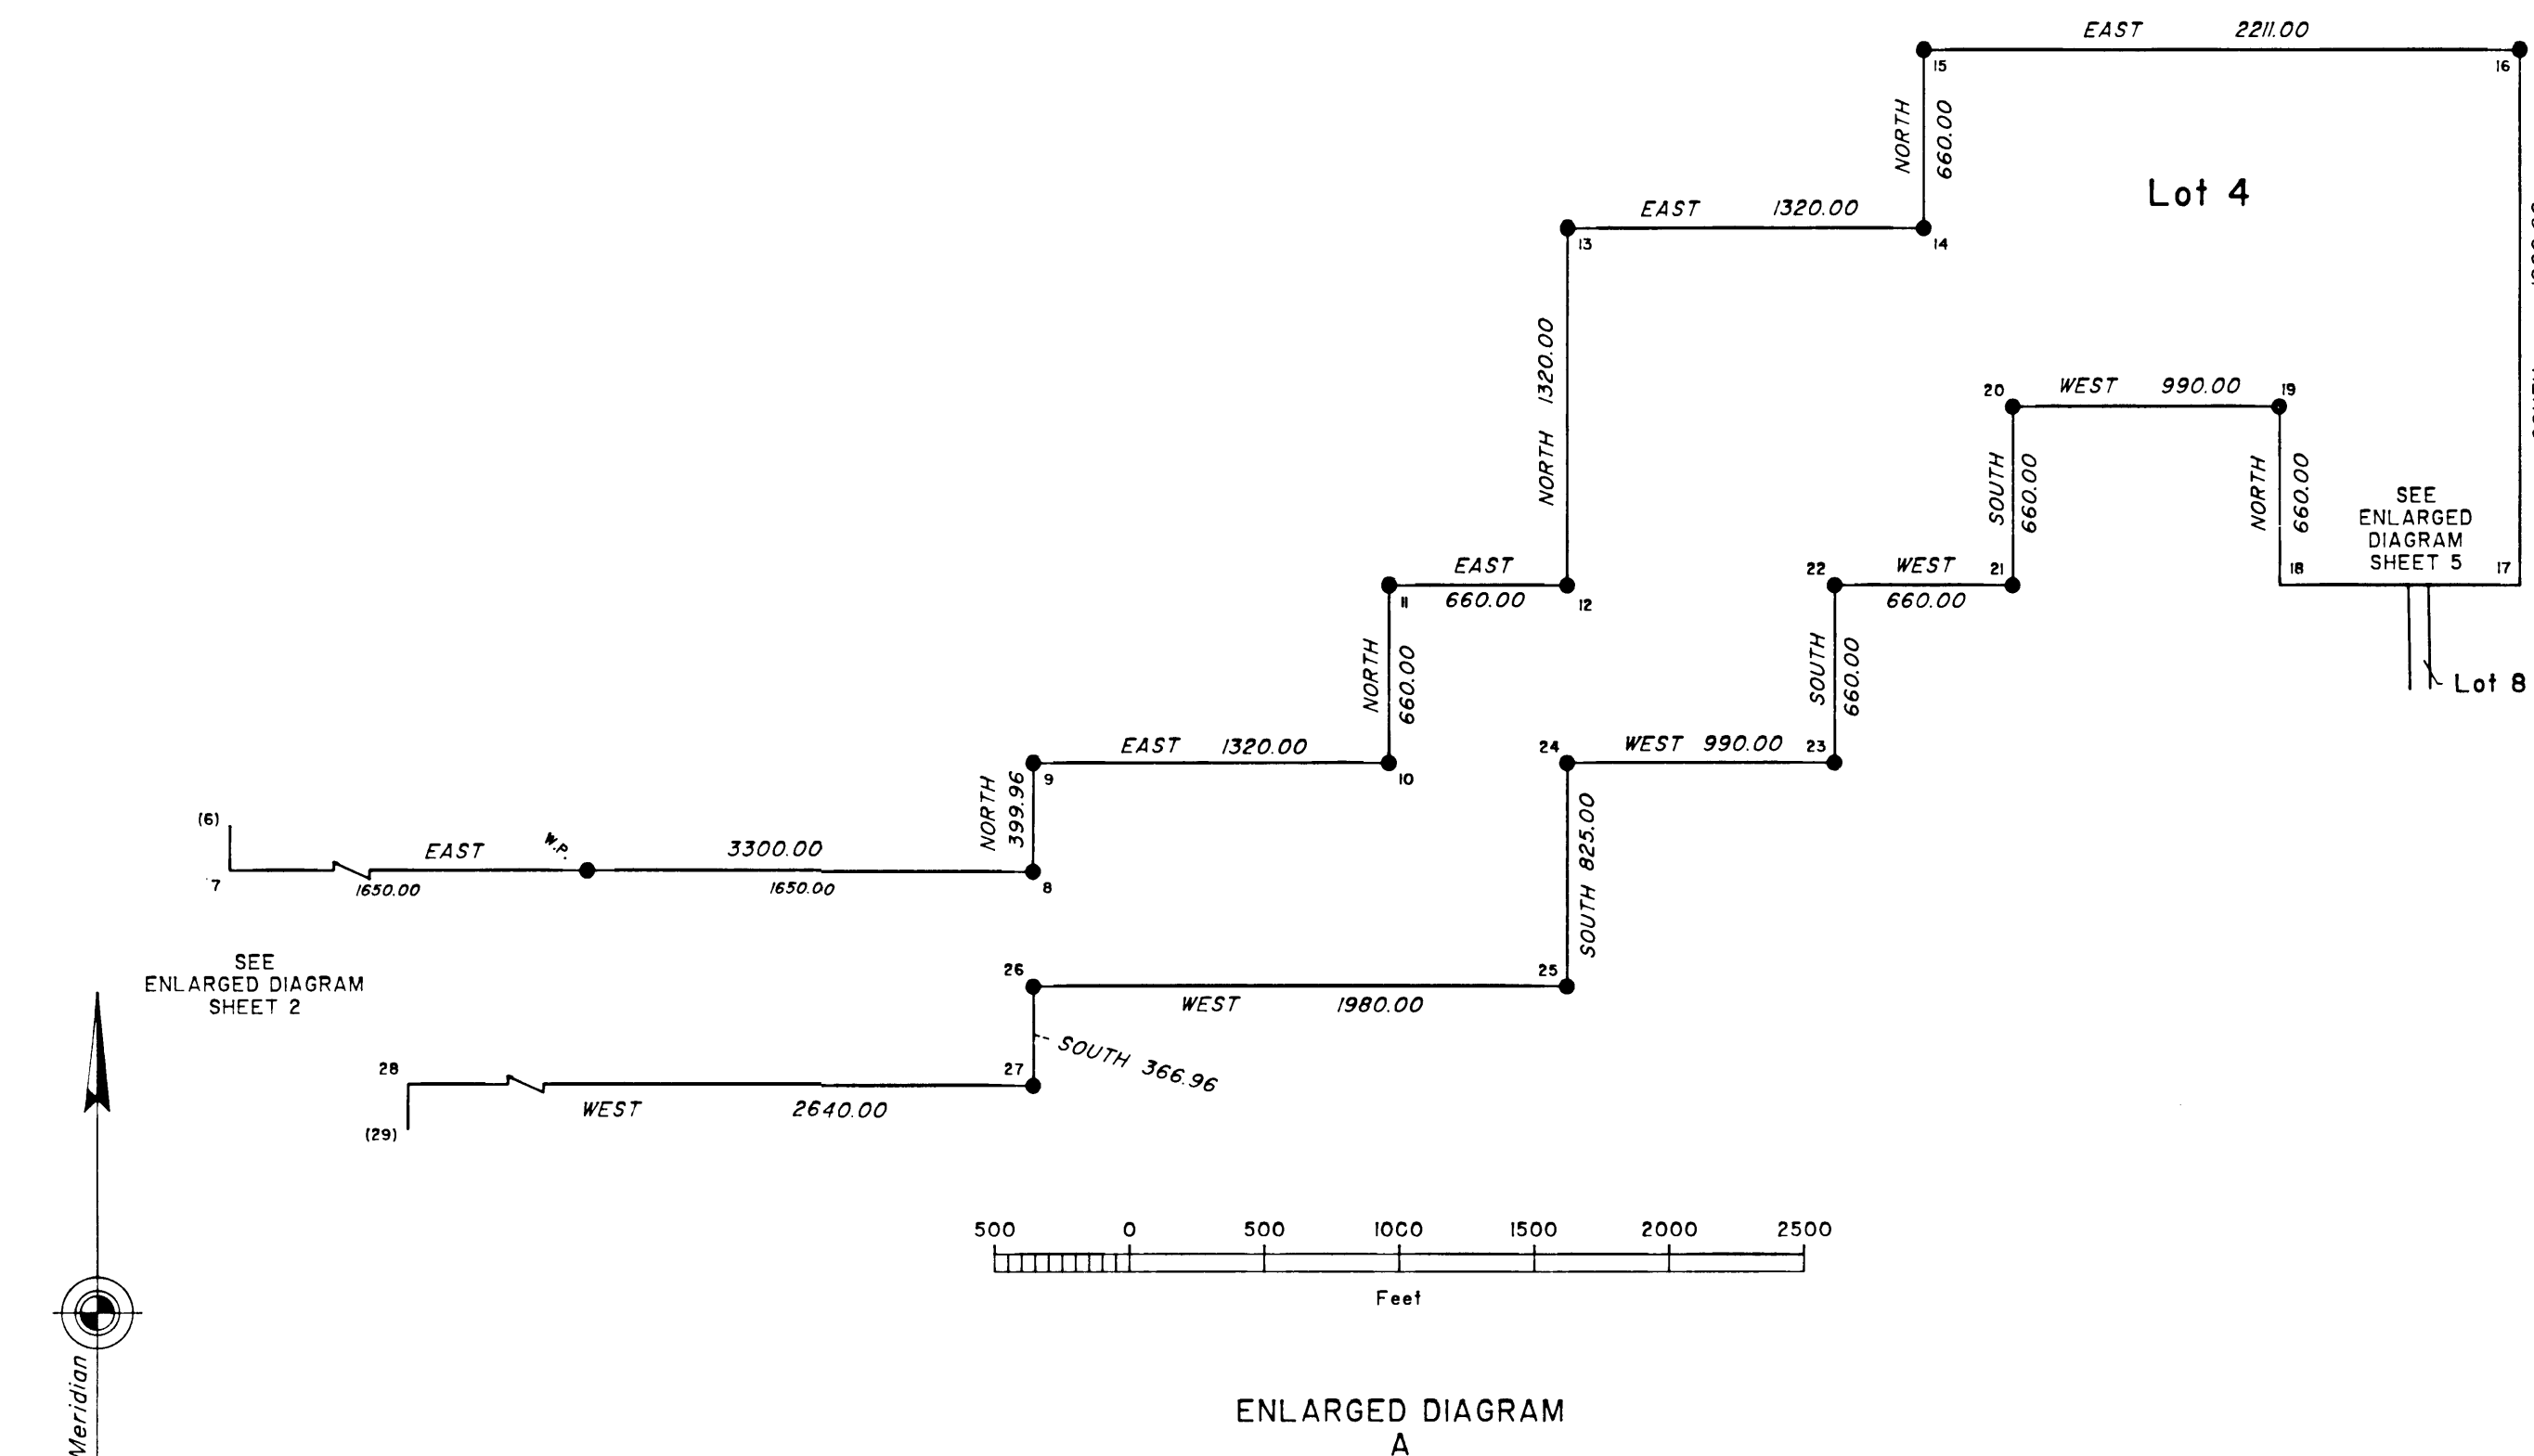 EAST 2211.00
15
16
NORTH
660.00
Lot 4
EAST 1320.00
13
14
NORTH 1320.00
20
WEST 990.00
19
SOUTH
660.00
NORTH
660.00
SEE
ENLARGED
DIAGRAM
SHEET 5
18
17
EAST
11
660.00
12
22
WEST
21
660.00
NORTH
660.00
SOUTH
660.00
Lot 8
EAST 1320.00
9
10
24
WEST 990.00
23
NORTH
399.96
SOUTH 825.00
(6)
EAST
W.P.
3300.00
7
1650.00
1650.00
8
SEE
ENLARGED DIAGRAM
SHEET 2
26
25
WEST 1980.00
SOUTH 366.96
28
27
WEST 2640.00
(29)
500 0 500 1000 1500 2000 2500
Feet
Meridian
ENLARGED DIAGRAM
A